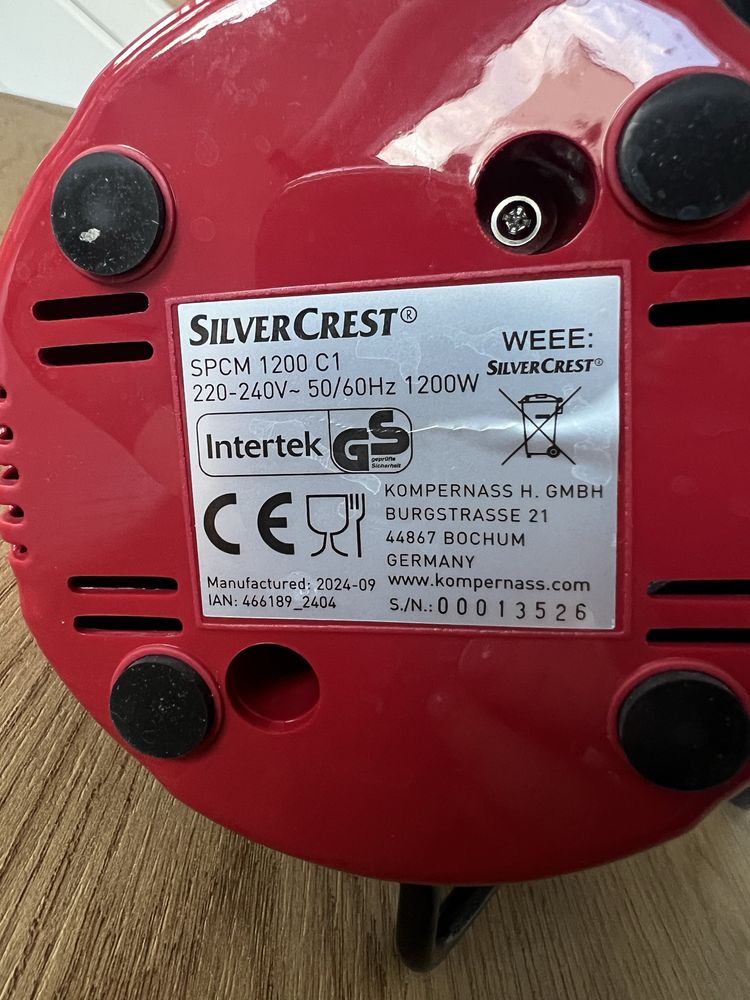 SILVERCREST®
SPCM 1200 C1
220-240V~ 50/60Hz 1200W
WEEE:
SILVERCREST®
Intertek
GS
geprüfte
Sicherheit
CE
KOMPERNASS H. GMBH
BURGSTRASSE 21
44867 BOCHUM
GERMANY
www.kompernass.com
Manufactured: 2024-09
IAN: 466189_2404
S./N.: 00013526